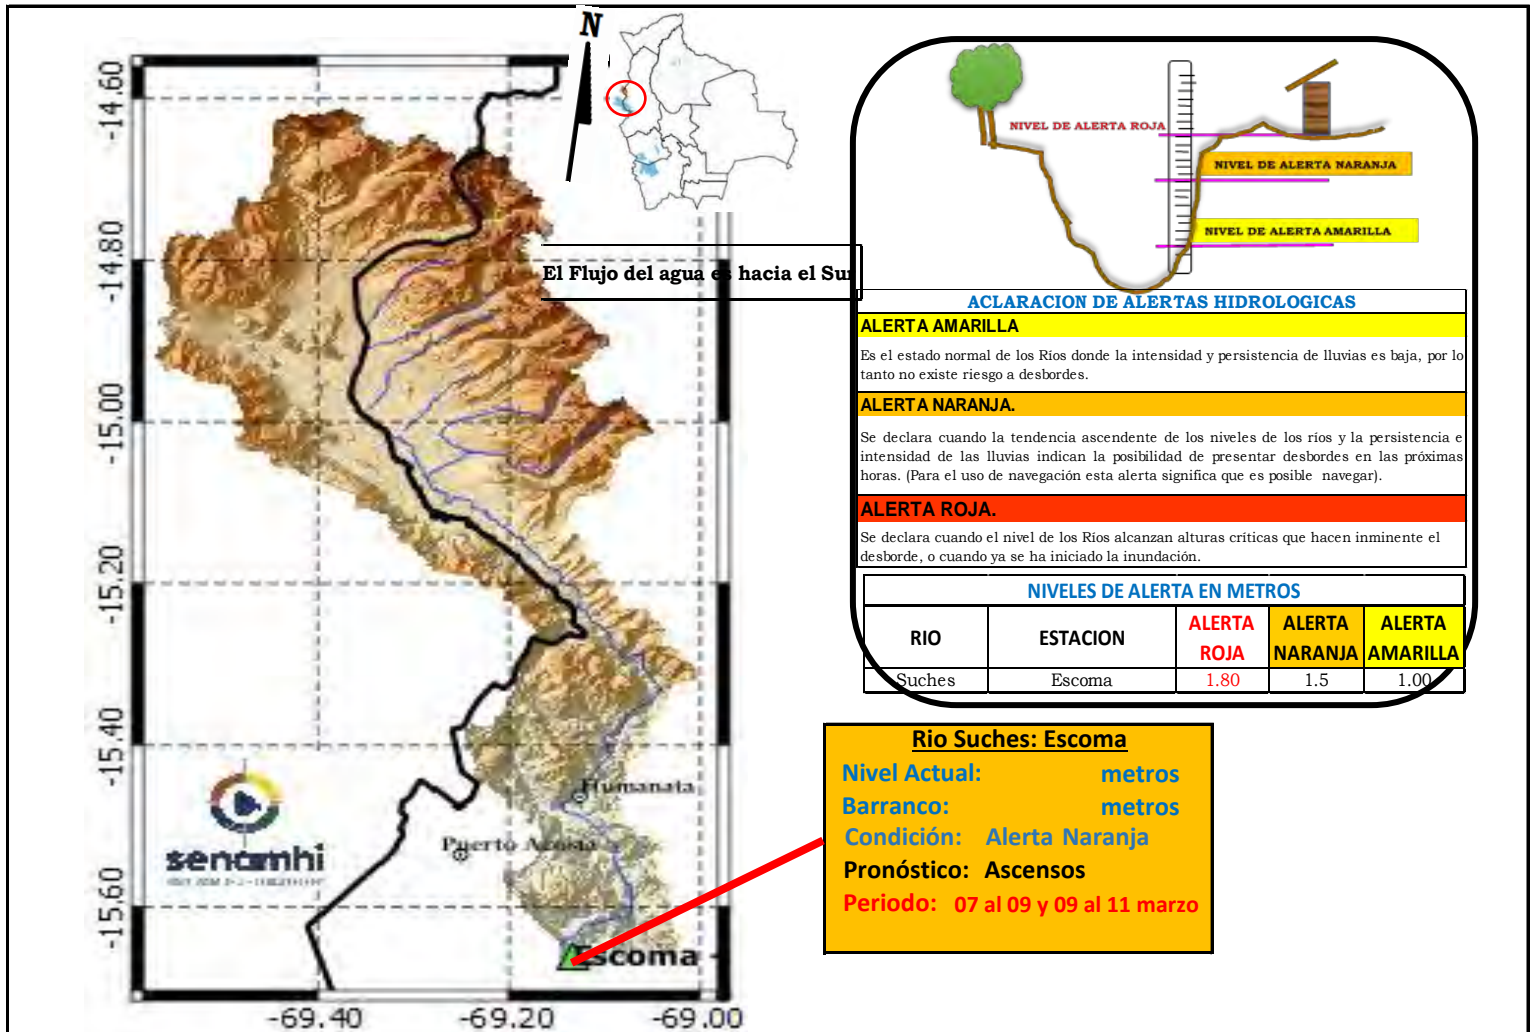 N
-14.60
-14.80
-15.00
-15.20
-15.40
-15.60
-69.40
-69.20
-69.00
El Flujo del agua es hacia el Sur
Humanata
Puerto Acosta
Escoma
senamhi
NIVEL DE ALERTA ROJA
NIVEL DE ALERTA NARANJA
NIVEL DE ALERTA AMARILLA
ACLARACION DE ALERTAS HIDROLOGICAS
ALERTA AMARILLA
Es el estado normal de los Ríos donde la intensidad y persistencia de lluvias es baja, por lo
tanto no existe riesgo a desbordes.
ALERTA NARANJA.
Se declara cuando la tendencia ascendente de los niveles de los ríos y la persistencia e
intensidad de las lluvias indican la posibilidad de presentar desbordes en las próximas
horas. (Para el uso de navegación esta alerta significa que es posible navegar).
ALERTA ROJA.
Se declara cuando el nivel de los Ríos alcanzan alturas críticas que hacen inminente el
desborde, o cuando ya se ha iniciado la inundación.
NIVELES DE ALERTA EN METROS
RIO ESTACION ALERTA ROJA ALERTA NARANJA ALERTA AMARILLA
Suches Escoma 1.80 1.5 1.00
Rio Suches: Escoma
Nivel Actual: metros
Barranco: metros
Condición: Alerta Naranja
Pronóstico: Ascensos
Periodo: 07 al 09 y 09 al 11 marzo